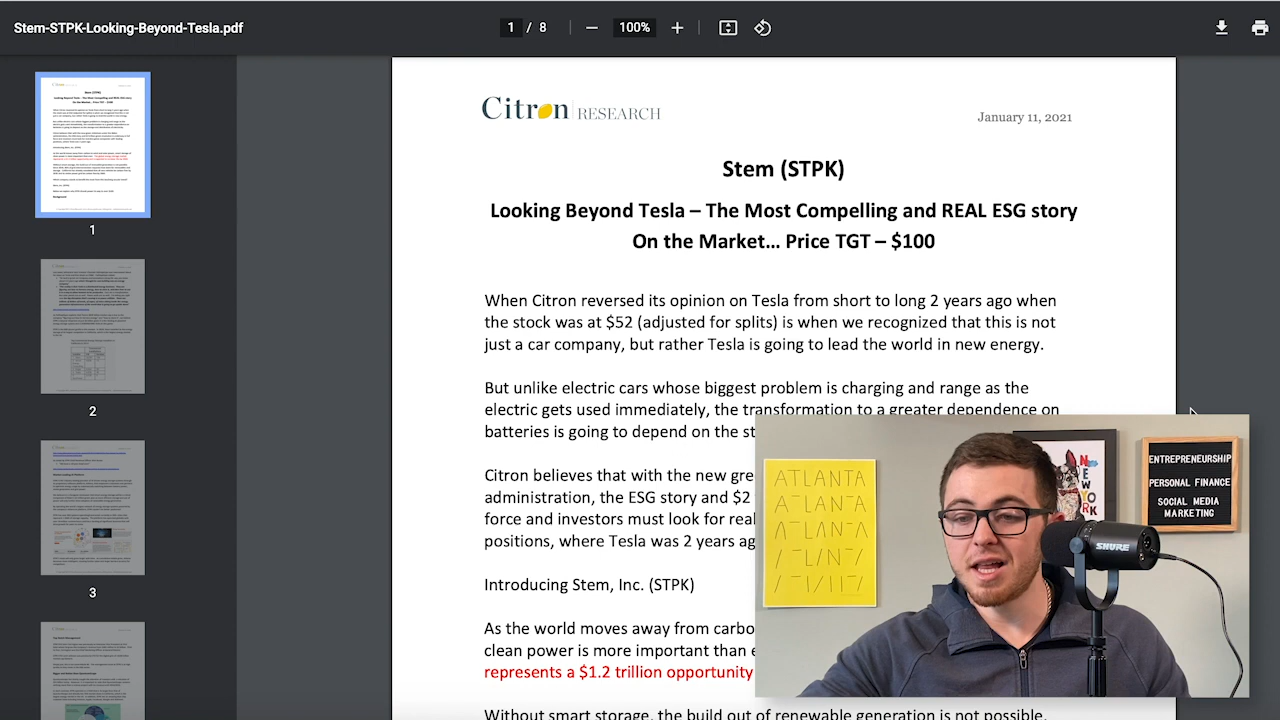 Stem-STPK-Looking-Beyond-Tesla.pdf
1 / 8
100%
1
2
3
Citron RESEARCH
January 11, 2021
Stem (STPK)
Looking Beyond Tesla – The Most Compelling and REAL ESG story
On the Market... Price TGT – $100
When Citron reversed its opinion on Tesla from short to long 2 years ago when
the stock was at $52 (adjusted for splits) is when we recognized that this is not
just a car company, but rather Tesla is going to lead the world in new energy.
But unlike electric cars whose biggest problem is charging and range as the
electric gets used immediately, the transformation to a greater dependence on
batteries is going to depend on the st
Citron believes that with the new gre
administration, the ESG story and $2
force and investors must look for real
positions where Tesla was 2 years ag
Introducing Stem, Inc. (STPK)
As the world moves away from carbo
clean power is more important than e
represents a $1.2 trillion opportunity
Without smart storage, the build out of renewable generation is not possible.
NEW
YORK
ENTREPRENEURSHIP
PERSONAL FINANCE
SOCIAL MEDIA
MARKETING
SHURE